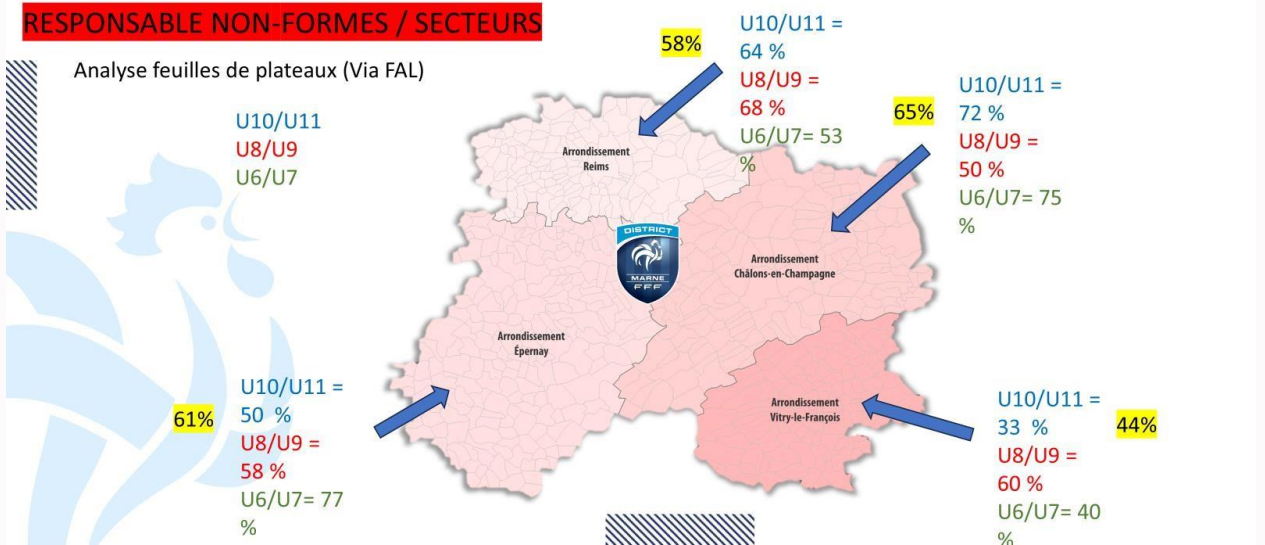 RESPONSABLE NON-FORMES / SECTEURS
Analyse feuilles de plateaux (Via FAL)
U10/U11
U8/U9
U6/U7
58%
U10/U11 =
64 %
U8/U9 =
68 %
U6/U7= 53
%
65%
U10/U11 =
72 %
U8/U9 =
50 %
U6/U7= 75
%
Arrondissement
Reims
DISTRICT
MARNE
FFF
Arrondissement
Châlons-en-Champagne
Arrondissement
Épernay
Arrondissement
Vitry-le-François
61%
U10/U11 =
50 %
U8/U9 =
58 %
U6/U7= 77
%
U10/U11 =
33 %
U8/U9 =
60 %
U6/U7= 40
%
44%